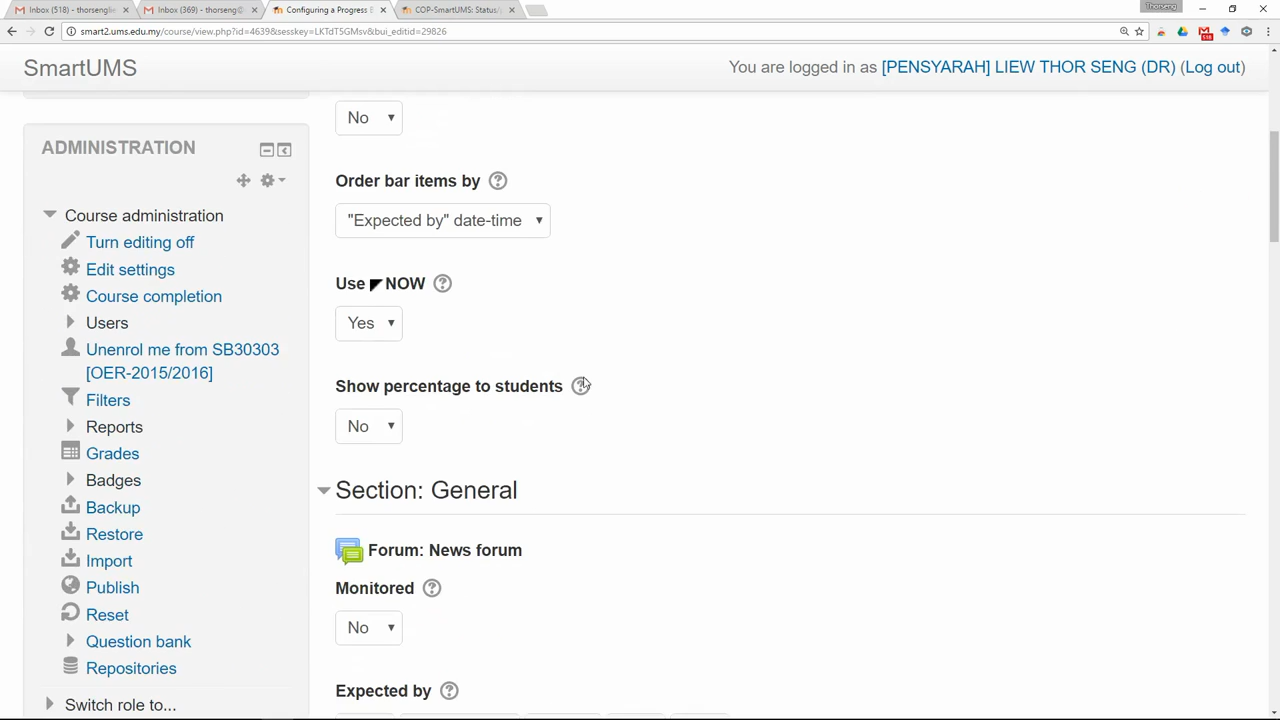 Thorseng
Inbox (518) - thorsengli
Inbox (369) - thorseng@
Configuring a Progress B
COP-SmartUMS: Status/p
smart2.ums.edu.my/course/view.php?id=4639&sesskey=LKTdT5GMsv&bui_editid=29826
SmartUMS
You are logged in as [PENSYARAH] LIEW THOR SENG (DR) (Log out)
No
ADMINISTRATION
Order bar items by
"Expected by" date-time
Course administration
Turn editing off
Edit settings
Course completion
Users
Unenrol me from SB30303
[OER-2015/2016]
Filters
Reports
Grades
Badges
Backup
Restore
Import
Publish
Reset
Question bank
Repositories
Switch role to...
Use ◤NOW
Yes
Show percentage to students
No
Section: General
Forum: News forum
Monitored
No
Expected by